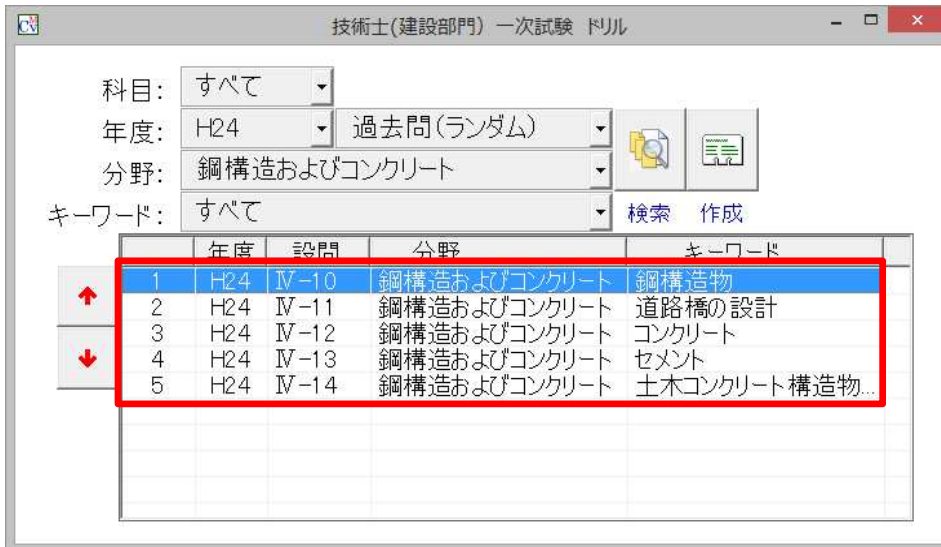 技術士(建設部門) 一次試験 ドリル
科目: すべて
年度: H24 過去問(ランダム)
分野: 鋼構造およびコンクリート
キーワード: すべて 検索 作成
年度 設問 分野 キーワード
1 H24 Ⅳ-10 鋼構造およびコンクリート 鋼構造物
2 H24 Ⅳ-11 鋼構造およびコンクリート 道路橋の設計
3 H24 Ⅳ-12 鋼構造およびコンクリート コンクリート
4 H24 Ⅳ-13 鋼構造およびコンクリート セメント
5 H24 Ⅳ-14 鋼構造およびコンクリート 土木コンクリート構造物...